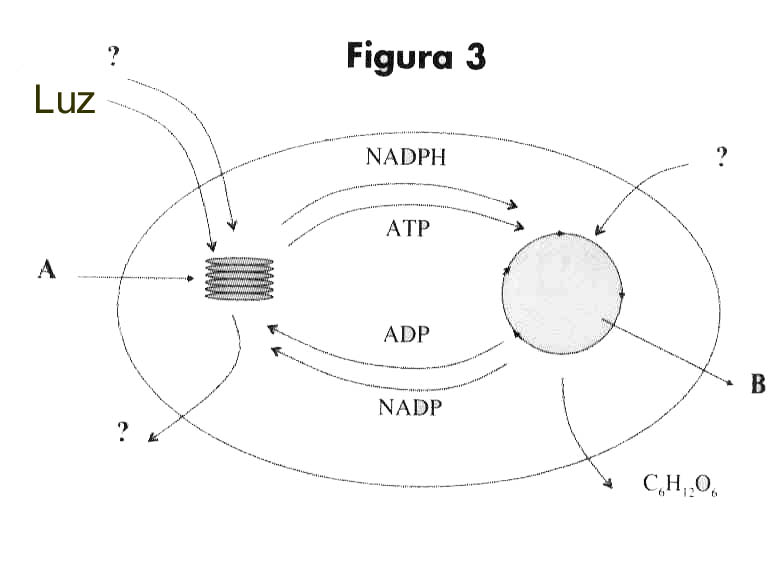 Figura 3
?
Luz
NADPH
?
ATP
A
ADP
B
NADP
?
C₆H₁₂O₆